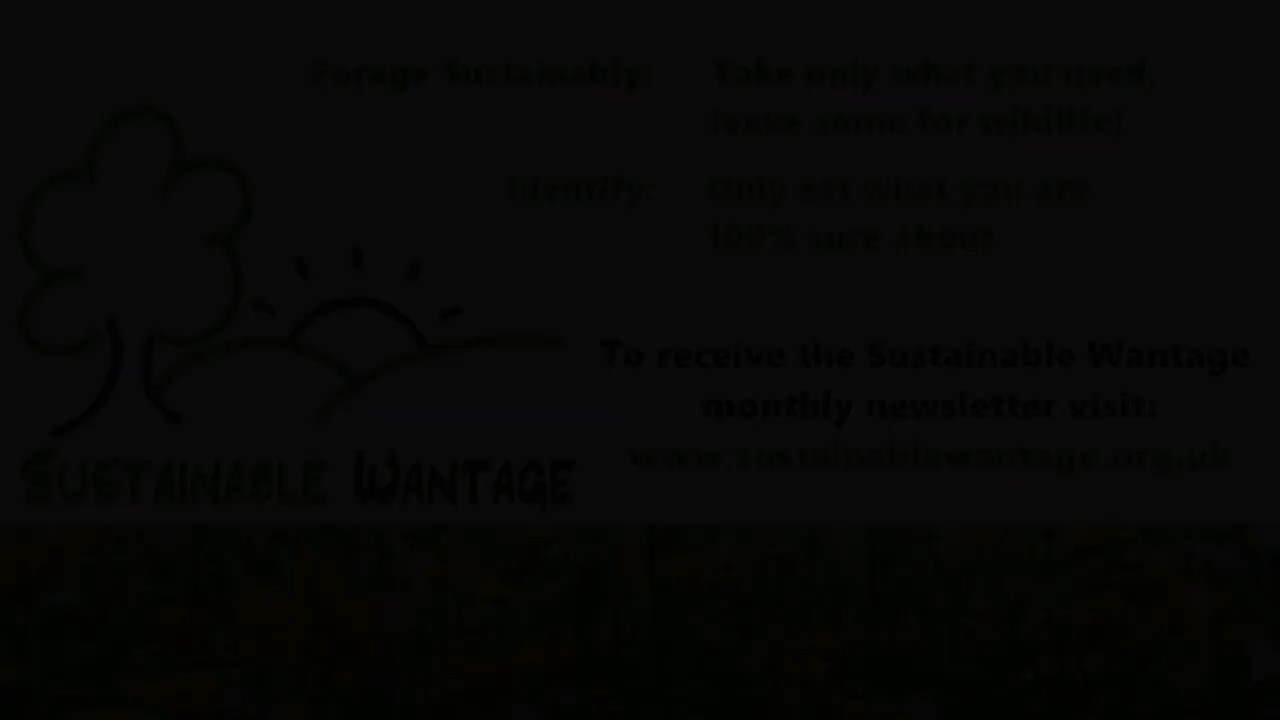 Forage Sustainably: Take only what you need,
leave some for wildlife!
Identify: Only eat what you are
100% sure about
To receive the Sustainable Wantage
monthly newsletter visit:
www.sustainablewantage.org.uk
SUSTAINABLE WANTAGE